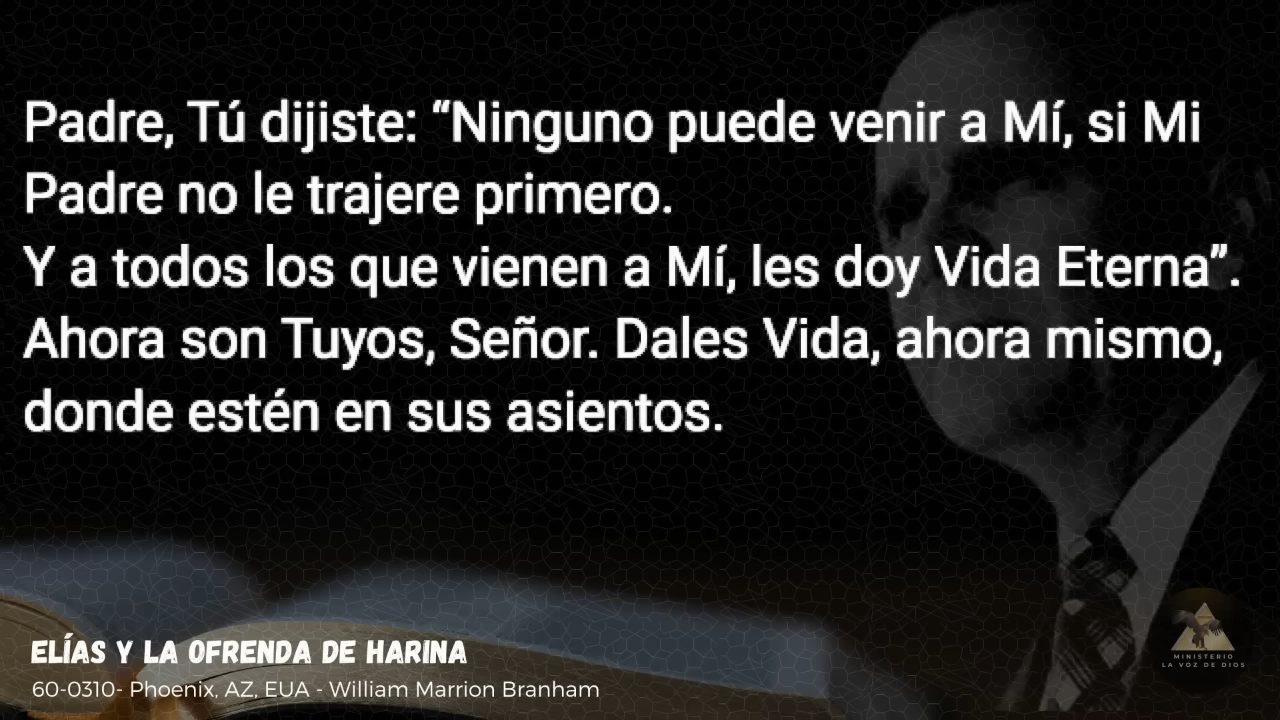 Padre, Tú dijiste: “Ninguno puede venir a Mí, si Mi
Padre no le trajere primero.
Y a todos los que vienen a Mí, les doy Vida Eterna”.
Ahora son Tuyos, Señor. Dales Vida, ahora mismo,
donde estén en sus asientos.
ELÍAS Y LA OFRENDA DE HARINA
60-0310- Phoenix, AZ, EUA - William Marrion Branham
MINISTERIO
LA VOZ DE DIOS